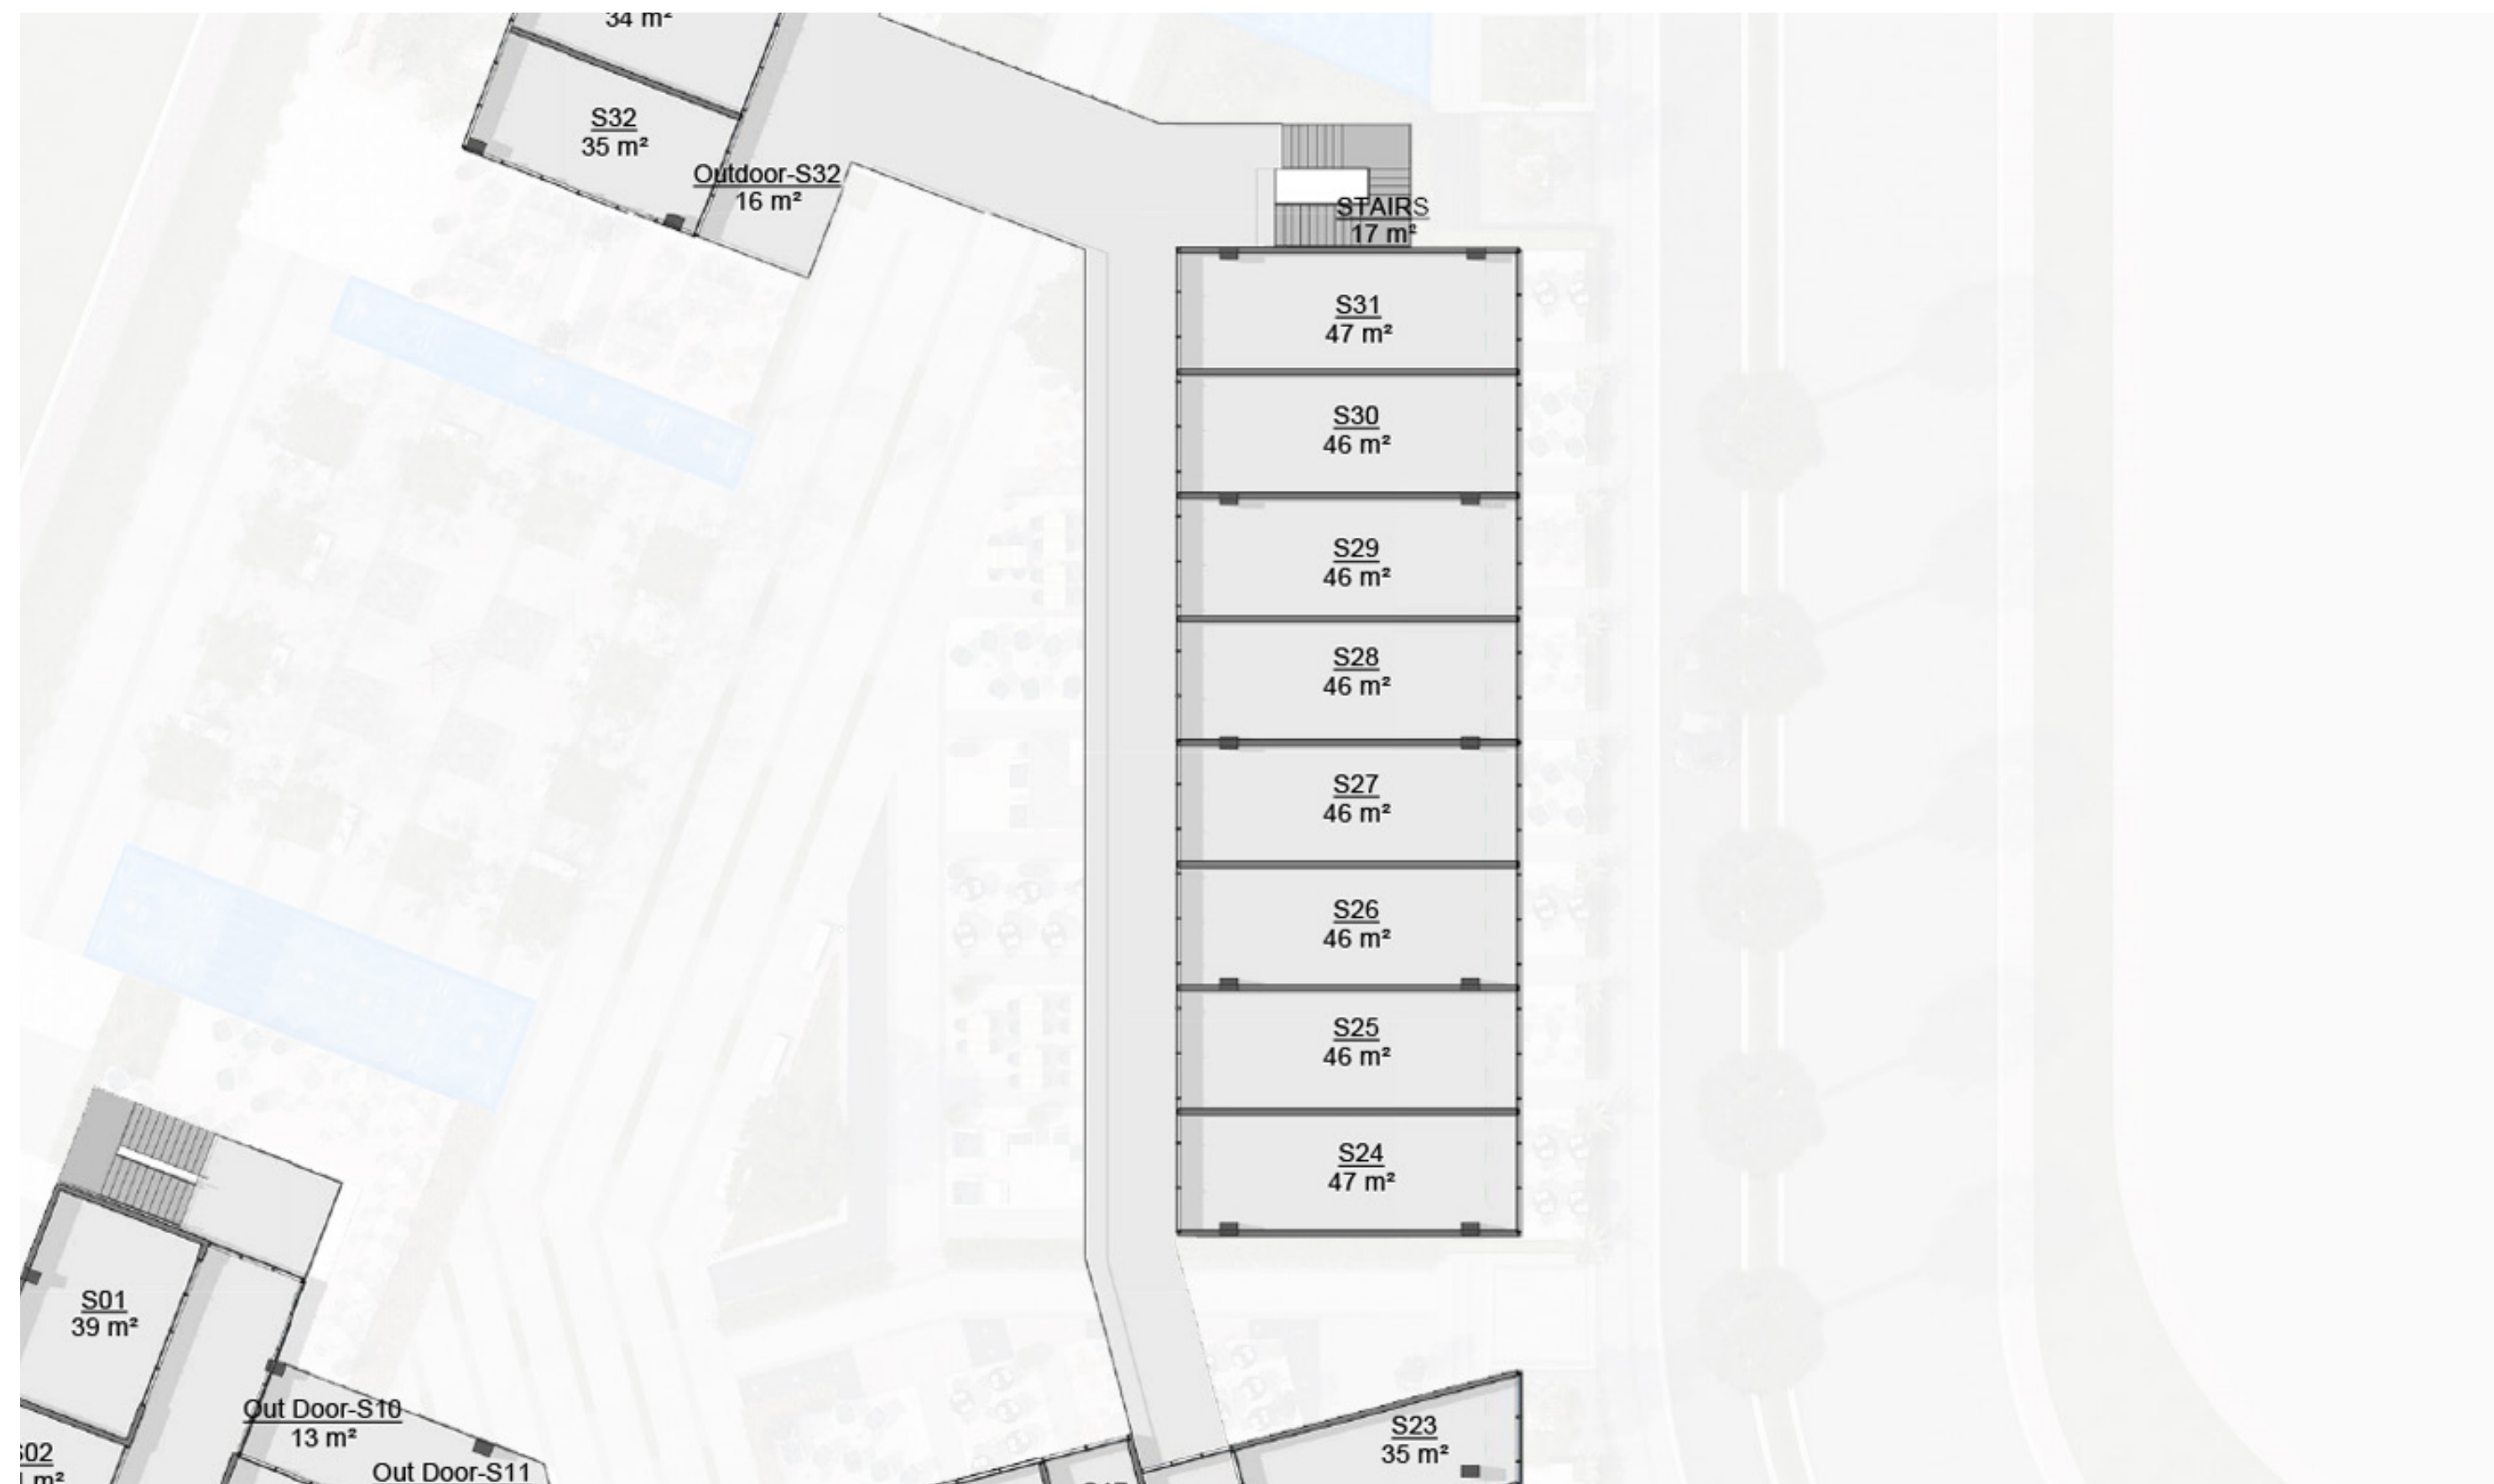 34 m²
S32
35 m²
Outdoor-S32
16 m²
STAIRS
17 m²
S31
47 m²
S30
46 m²
S29
46 m²
S28
46 m²
S27
46 m²
S26
46 m²
S25
46 m²
S24
47 m²
S01
39 m²
Out Door-S10
13 m²
S23
35 m²
S02
m²
Out Door-S11